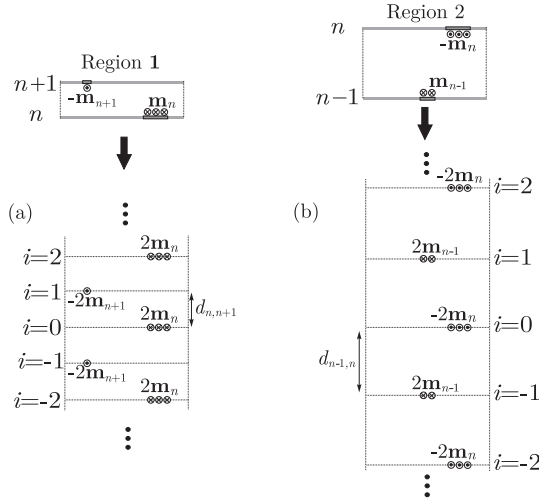 Region 1
n+1
-m_{n+1}
m_n
n
(a)
i=2
2m_n
i=1
-2m_{n+1}
d_{n,n+1}
i=0
2m_n
i=-1
-2m_{n+1}
i=-2
2m_n
Region 2
n
-m_n
m_{n-1}
n-1
(b)
-2m_n
i=2
2m_{n-1}
i=1
-2m_n
i=0
d_{n-1,n}
2m_{n-1}
i=-1
-2m_n
i=-2